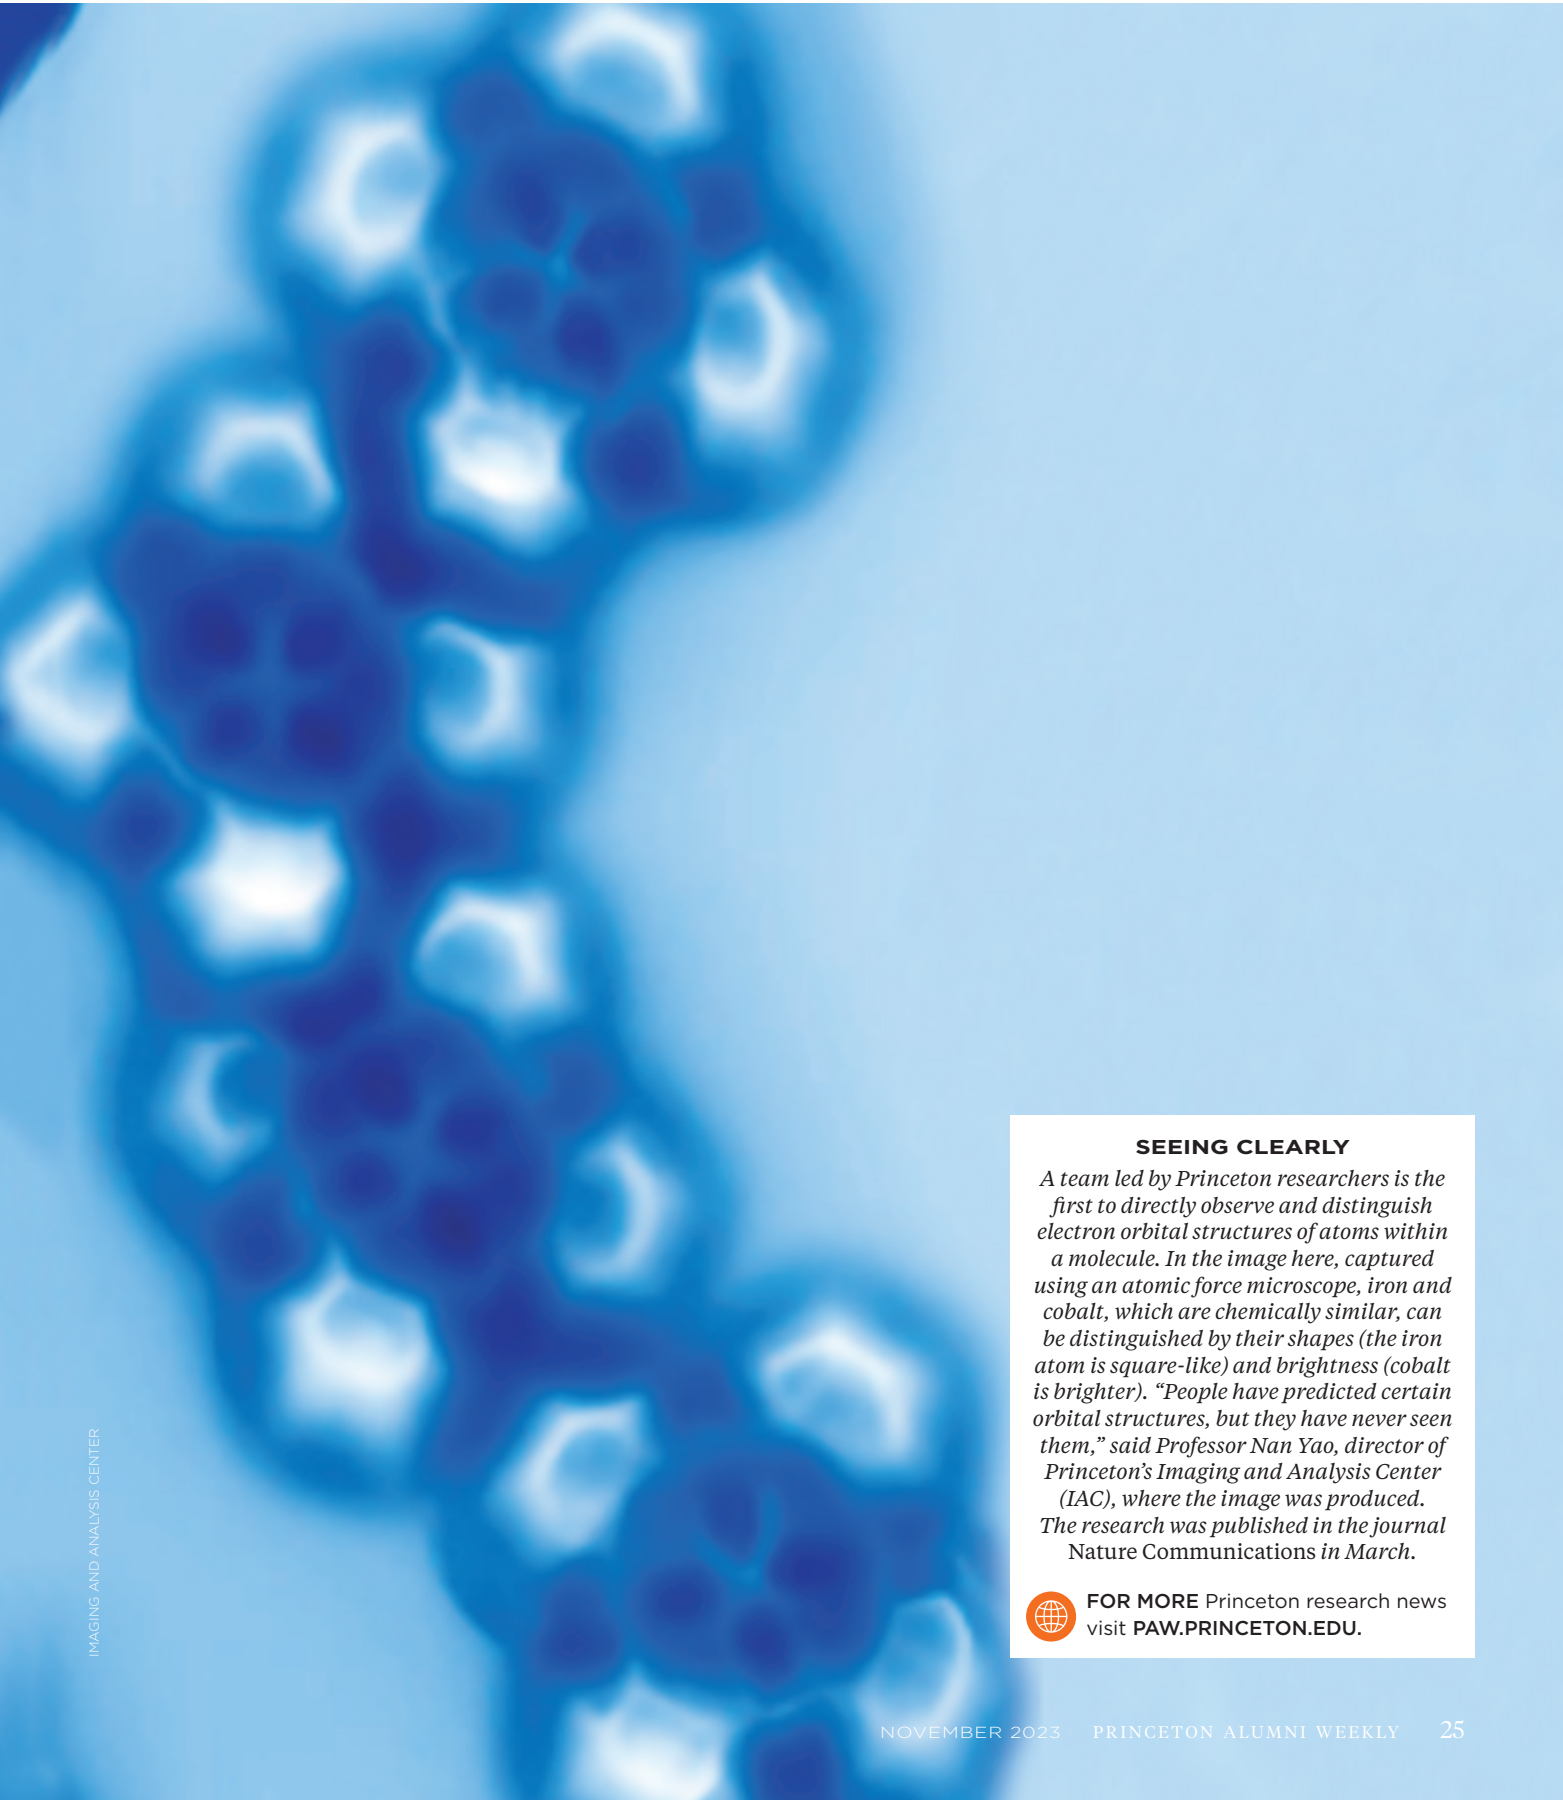 SEEING CLEARLY
A team led by Princeton researchers is the
first to directly observe and distinguish
electron orbital structures of atoms within
a molecule. In the image here, captured
using an atomic force microscope, iron and
cobalt, which are chemically similar, can
be distinguished by their shapes (the iron
atom is square-like) and brightness (cobalt
is brighter). “People have predicted certain
orbital structures, but they have never seen
them,” said Professor Nan Yao, director of
Princeton’s Imaging and Analysis Center
(IAC), where the image was produced.
The research was published in the journal
Nature Communications in March.
FOR MORE Princeton research news
visit PAW.PRINCETON.EDU.
IMAGING AND ANALYSIS CENTER
NOVEMBER 2023 PRINCETON ALUMNI WEEKLY 25